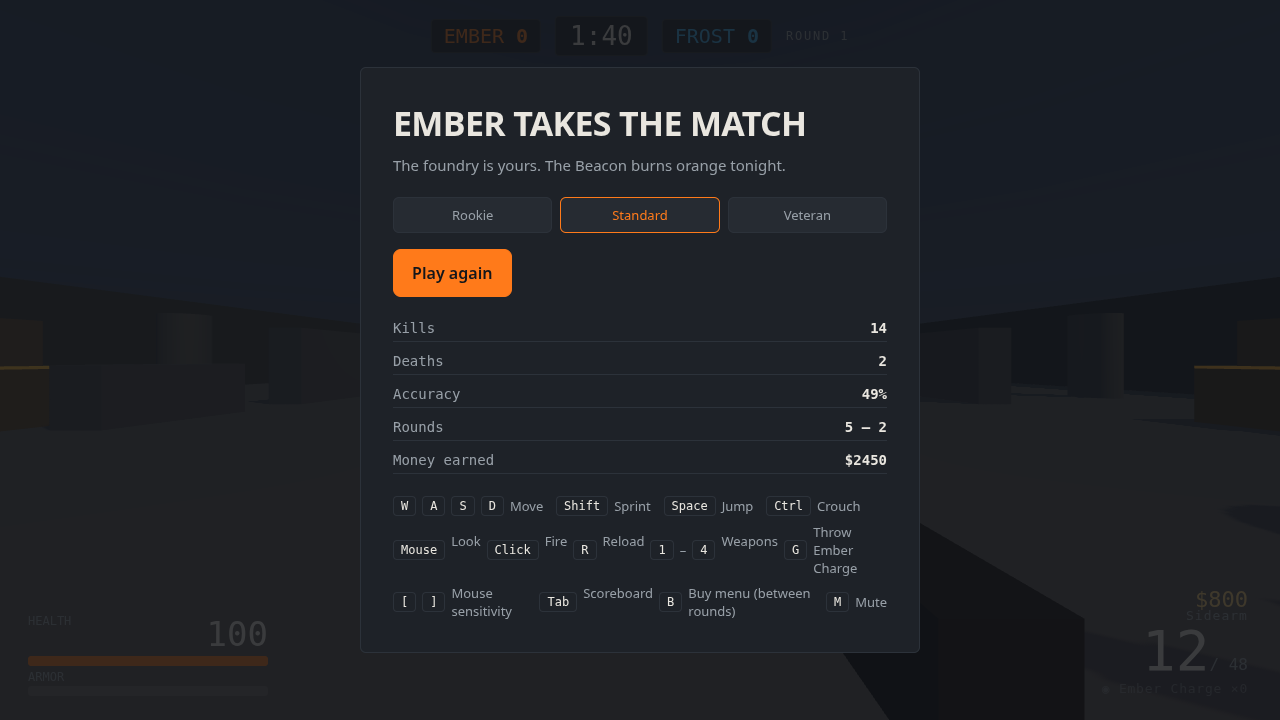 EMBER 0 1:40 FROST 0 ROUND 1
EMBER TAKES THE MATCH
The foundry is yours. The Beacon burns orange tonight.
Rookie Standard Veteran
Play again
Kills 14
Deaths 2
Accuracy 49%
Rounds 5 – 2
Money earned $2450
W A S D Move Shift Sprint Space Jump Ctrl Crouch
Mouse Look Click Fire R Reload 1 – 4 Weapons G Throw Ember Charge
[ ] Mouse sensitivity Tab Scoreboard B Buy menu (between rounds) M Mute
HEALTH 100
ARMOR
$800
Sidearm
12 / 48
Ember Charge ×0